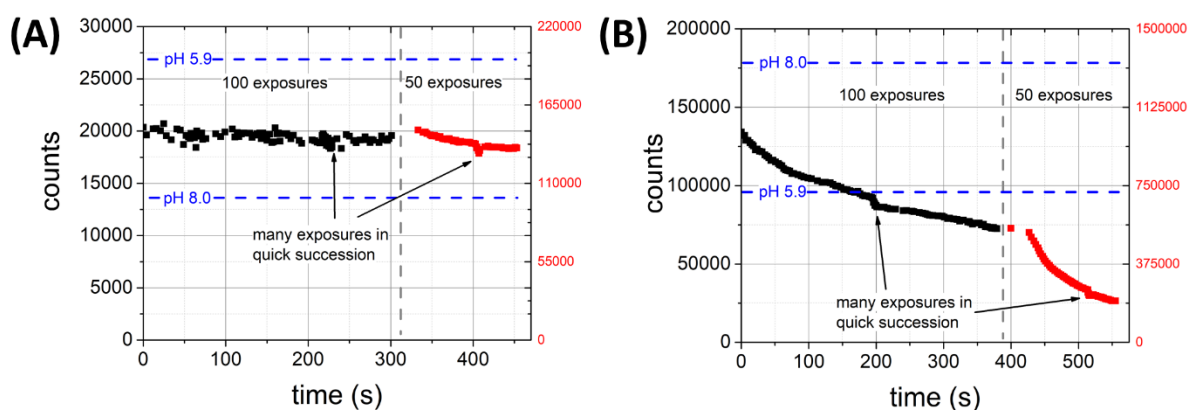 (A)
30000
25000
20000
15000
10000
5000
0
counts
220000
165000
110000
55000
0
pH 5.9
100 exposures
50 exposures
pH 8.0
many exposures in
quick succession
0 100 200 300 400
time (s)
(B)
200000
150000
100000
50000
0
counts
1500000
1125000
750000
375000
0
pH 8.0
100 exposures
50 exposures
pH 5.9
many exposures in
quick succession
0 100 200 300 400 500
time (s)